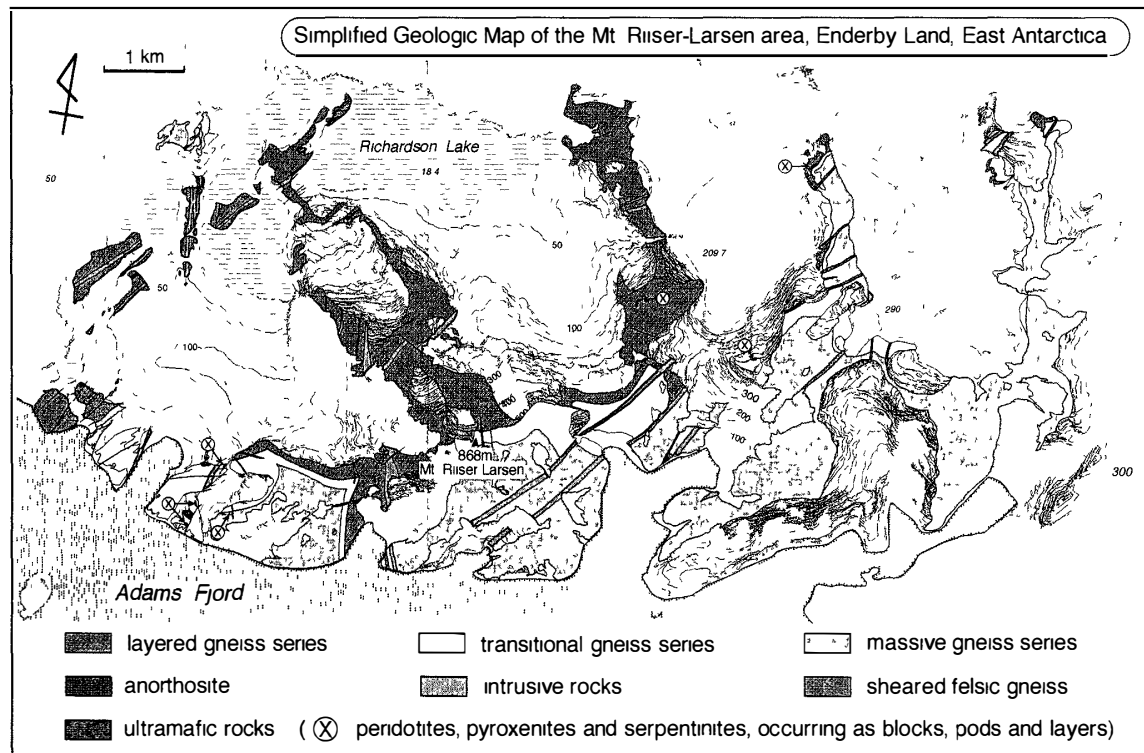 Simplified Geologic Map of the Mt Riiser-Larsen area, Enderby Land, East Antarctica
1 km
Richardson Lake
18 4
50
50
209 7
50
290
100
100
300
200
100
868m
Mt Riiser Larsen
300
Adams Fjord
layered gneiss series
transitional gneiss series
massive gneiss series
anorthosite
intrusive rocks
sheared felsic gneiss
ultramafic rocks ( ⓧ peridotites, pyroxenites and serpentinites, occurring as blocks, pods and layers)